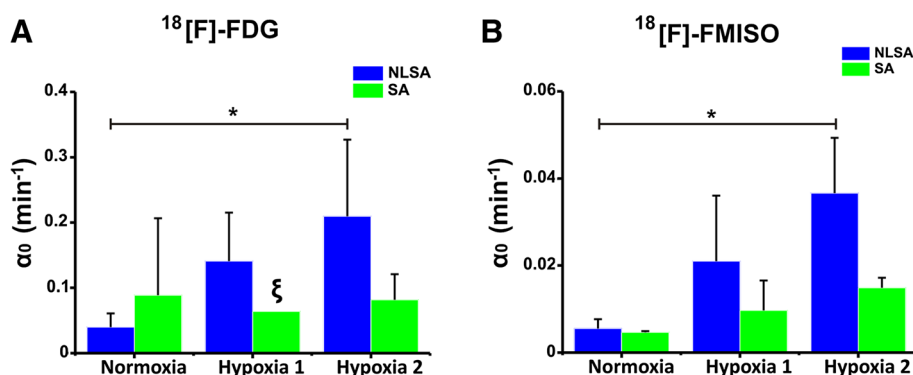 A
18[F]-FDG
NLSA
SA
0.4
0.3
0.2
0.1
0
α0 (min-1)
*
ξ
Normoxia Hypoxia 1 Hypoxia 2
B
18[F]-FMISO
NLSA
SA
0.06
0.04
0.02
0
α0 (min-1)
*
Normoxia Hypoxia 1 Hypoxia 2